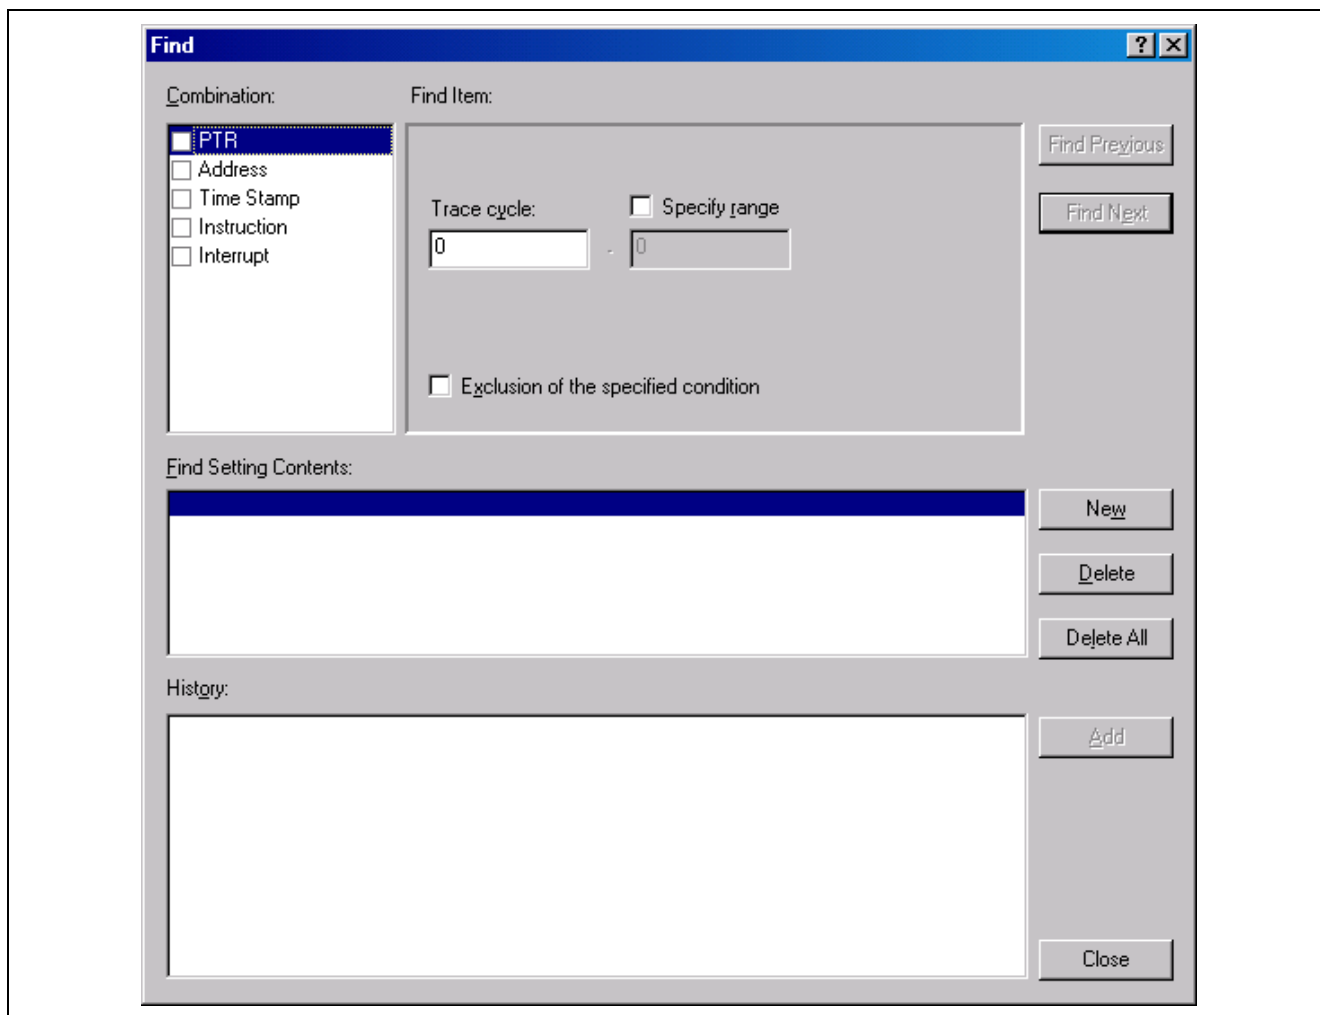 Find
Combination: Find Item:
PTR
Address
Time Stamp
Instruction
Interrupt
Trace cycle: Specify range
0 - 0
Exclusion of the specified condition
Find Previous
Find Next
Find Setting Contents:
New
Delete
Delete All
History:
Add
Close